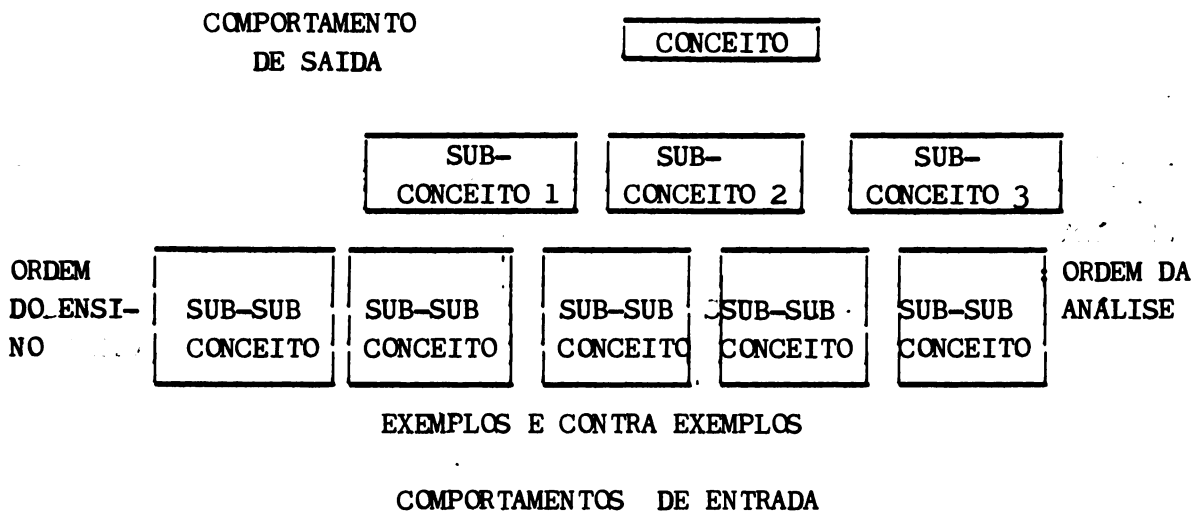 COMPORTAMENTO
DE SAIDA
CONCEITO
SUB-
CONCEITO 1
SUB-
CONCEITO 2
SUB-
CONCEITO 3
ORDEM
DO ENSI-
NO
SUB-SUB
CONCEITO
SUB-SUB
CONCEITO
SUB-SUB
CONCEITO
SUB-SUB
CONCEITO
SUB-SUB
CONCEITO
ORDEM DA
ANÁLISE
EXEMPLOS E CONTRA EXEMPLOS
COMPORTAMENTOS DE ENTRADA